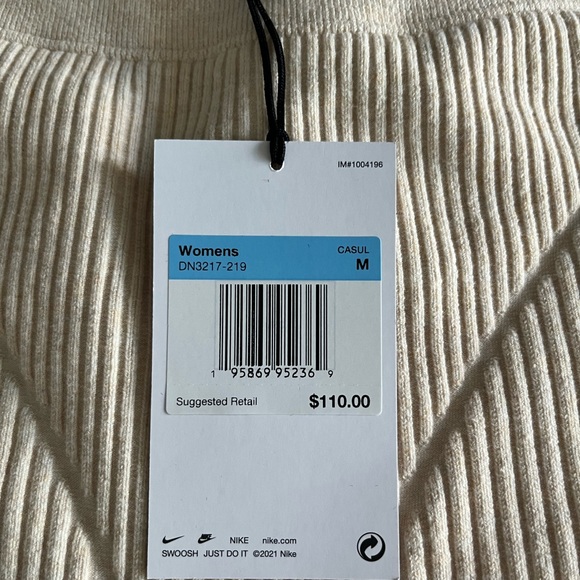 IM#1004196
Womens CASUL
DN3217-219 M
1 95869 95236 9
Suggested Retail $110.00
NIKE nike.com
SWOOSH JUST DO IT ©2021 Nike